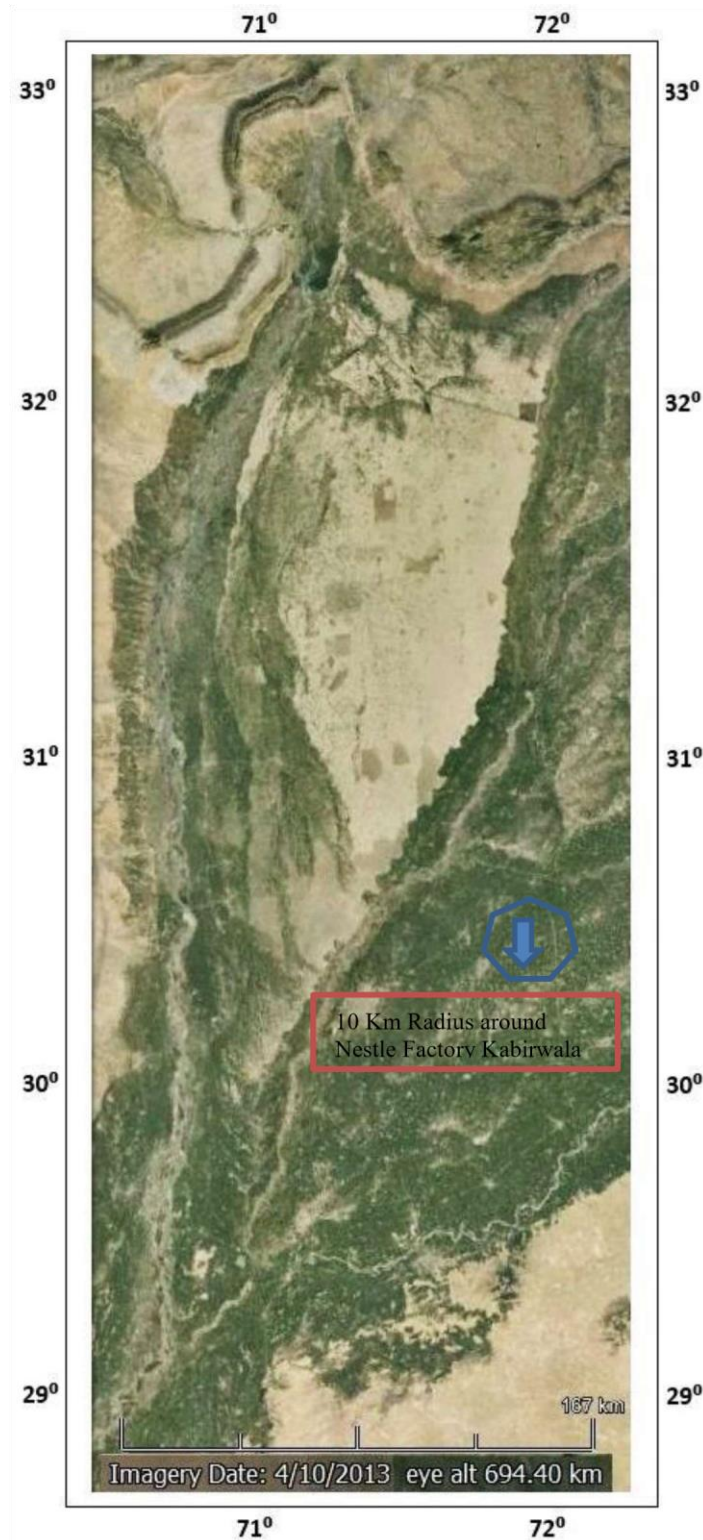 71⁰ 72⁰
33⁰ 33⁰
32⁰ 32⁰
31⁰ 31⁰
10 Km Radius around
Nestle Factory Kabirwala
30⁰ 30⁰
29⁰ 29⁰
167 km
Imagery Date: 4/10/2013 eye alt 694.40 km
71⁰ 72⁰